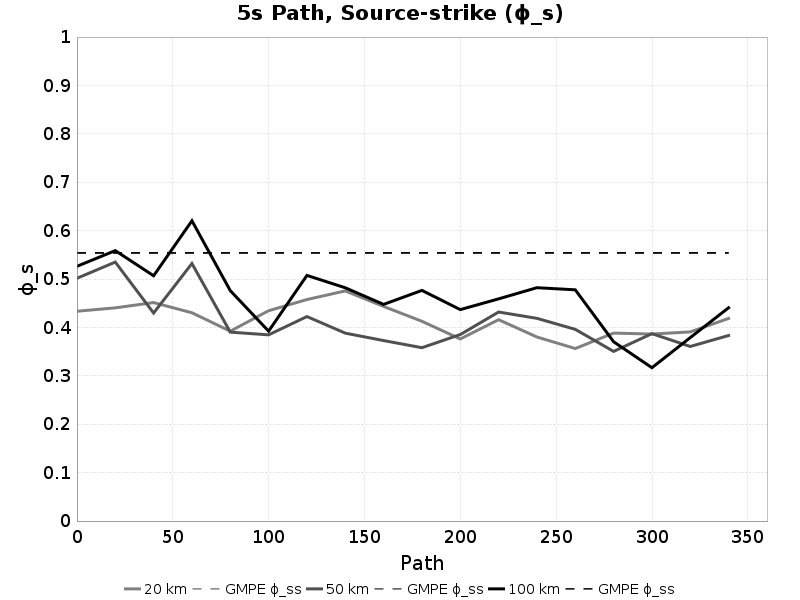 5s Path, Source-strike (ϕ_s)
1
0.9
0.8
0.7
0.6
0.5
0.4
0.3
0.2
0.1
0
ϕ_s
0 50 100 150 200 250 300 350
Path
20 km GMPE ϕ_ss 50 km GMPE ϕ_ss 100 km GMPE ϕ_ss